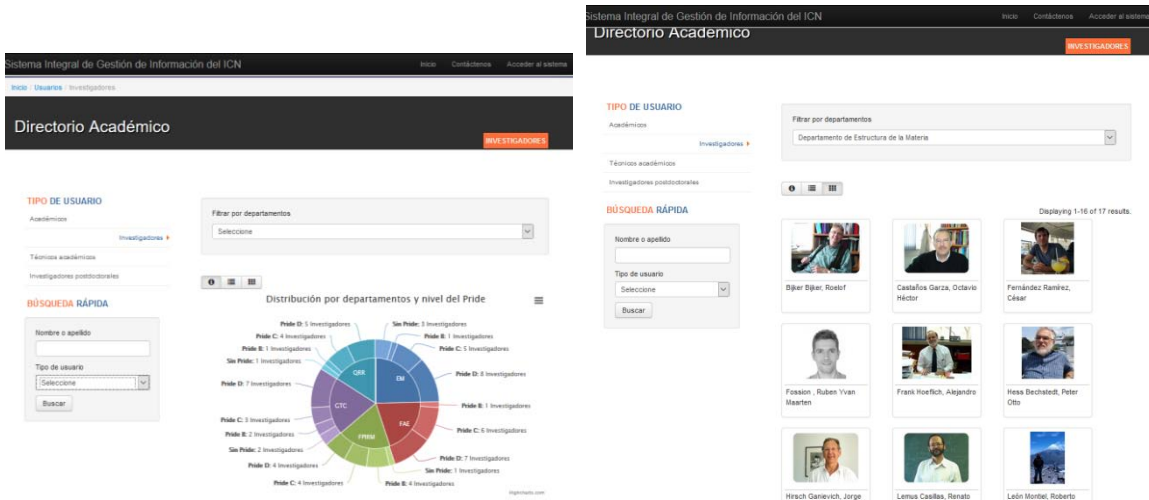 Sistema Integral de Gestión de Información del ICN
Inicio Contáctenos Acceder al sistema
Inicio / Usuarios / Investigadores
Directorio Académico
INVESTIGADORES
TIPO DE USUARIO
Académicos
Investigadores
Técnicos académicos
Investigadores postdoctorales
BÚSQUEDA RÁPIDA
Nombre o apellido
Tipo de usuario
Seleccione
Buscar
Filtrar por departamentos
Seleccione
Distribución por departamentos y nivel del Pride
Pride D: 5 Investigadores
Pride C: 4 Investigadores
Pride B: 1 Investigadores
Sin Pride: 1 Investigadores
Pride D: 7 Investigadores
Pride C: 3 Investigadores
Pride B: 2 Investigadores
Sin Pride: 2 Investigadores
Pride D: 4 Investigadores
Pride C: 4 Investigadores
Sin Pride: 3 Investigadores
Pride B: 1 Investigadores
Pride C: 5 Investigadores
Pride D: 8 Investigadores
Pride B: 1 Investigadores
Pride C: 6 Investigadores
Pride D: 7 Investigadores
Sin Pride: 1 Investigadores
Pride B: 4 Investigadores
EM
FAE
GTC
Highcharts.com
Sistema Integral de Gestión de Información del ICN
Inicio Contáctenos Acceder al sistema
Directorio Académico
INVESTIGADORES
TIPO DE USUARIO
Académicos
Investigadores
Técnicos académicos
Investigadores postdoctorales
BÚSQUEDA RÁPIDA
Nombre o apellido
Tipo de usuario
Seleccione
Buscar
Filtrar por departamentos
Departamento de Estructura de la Materia
Displaying 1-16 of 17 results.
Bijker Bijker, Roelof
Castaños Garza, Octavio
Héctor
Fernández Ramírez,
César
Fossion , Ruben Yvan
Maarten
Frank Hoeflich, Alejandro
Hess Bechstedt, Peter
Otto
Hirsch Ganievich, Jorge
Lemus Casillas, Renato
León Montiel, Roberto